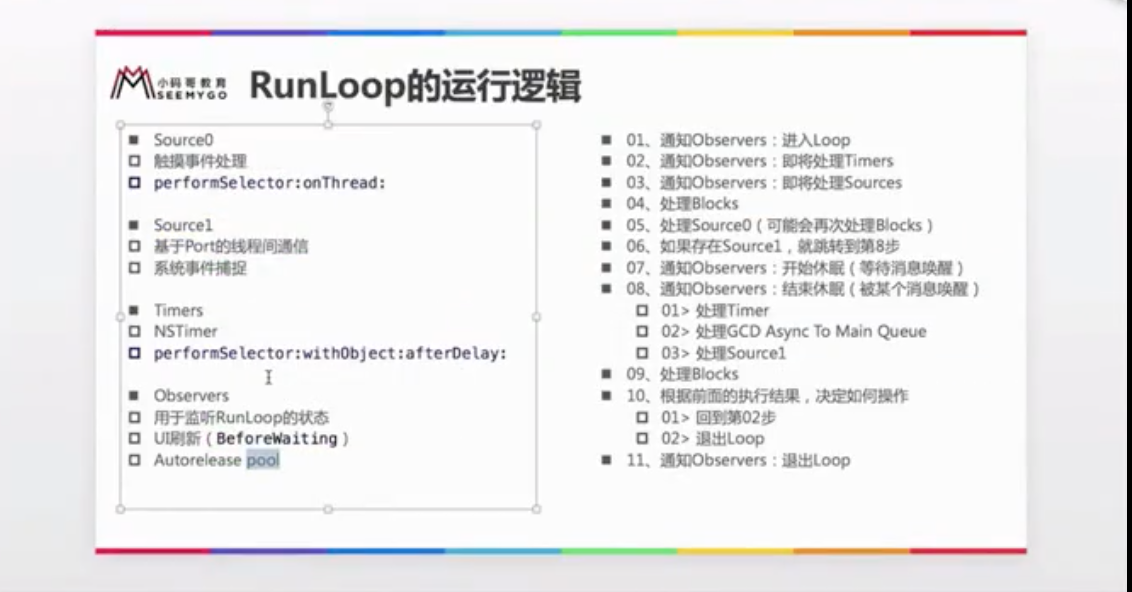 小码哥教育
SEEMYGO
RunLoop的运行逻辑
Source0
触摸事件处理
performSelector:onThread:
Source1
基于Port的线程间通信
系统事件捕捉
Timers
NSTimer
performSelector:withObject:afterDelay:
Observers
用于监听RunLoop的状态
UI刷新（BeforeWaiting）
Autorelease pool
01、通知Observers：进入Loop
02、通知Observers：即将处理Timers
03、通知Observers：即将处理Sources
04、处理Blocks
05、处理Source0（可能会再次处理Blocks）
06、如果存在Source1，就跳转到第8步
07、通知Observers：开始休眠（等待消息唤醒）
08、通知Observers：结束休眠（被某个消息唤醒）
01> 处理Timer
02> 处理GCD Async To Main Queue
03> 处理Source1
09、处理Blocks
10、根据前面的执行结果，决定如何操作
01> 回到第02步
02> 退出Loop
11、通知Observers：退出Loop